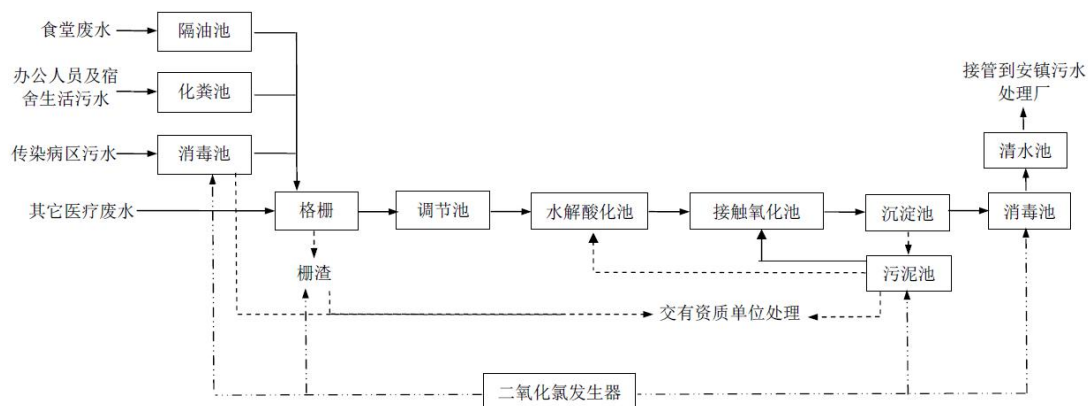 食堂废水
隔油池
办公人员及宿
舍生活污水
化粪池
接管到安镇污水
处理厂
传染病区污水
消毒池
清水池
其它医疗废水
格栅
调节池
水解酸化池
接触氧化池
沉淀池
消毒池
栅渣
污泥池
交有资质单位处理
二氧化氯发生器